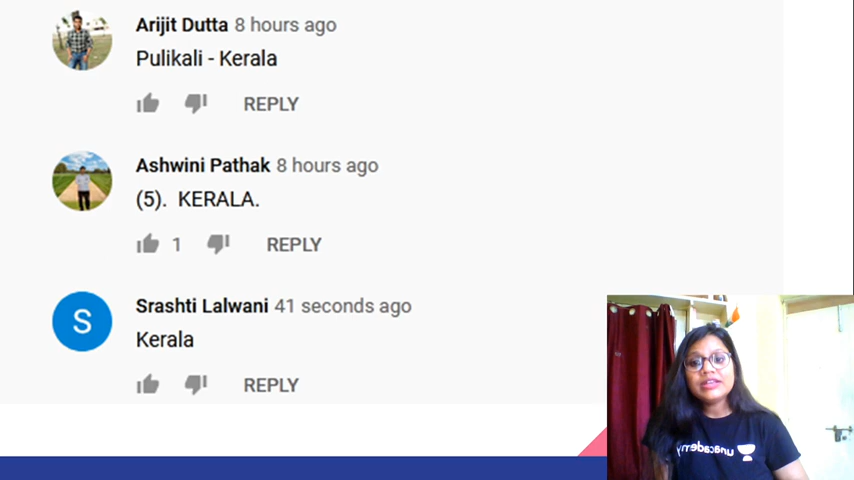 Arijit Dutta 8 hours ago
Pulikali - Kerala
REPLY
Ashwini Pathak 8 hours ago
(5). KERALA.
1 REPLY
S
Srashti Lalwani 41 seconds ago
Kerala
REPLY
unacademy